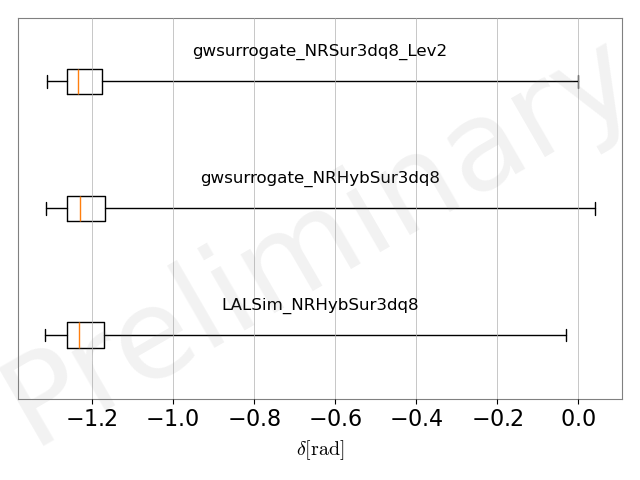 gwsurrogate_NRSur3dq8_Lev2
gwsurrogate_NRHybSur3dq8
LALSim_NRHybSur3dq8
Preliminary
−1.2 −1.0 −0.8 −0.6 −0.4 −0.2 0.0
δ[rad]